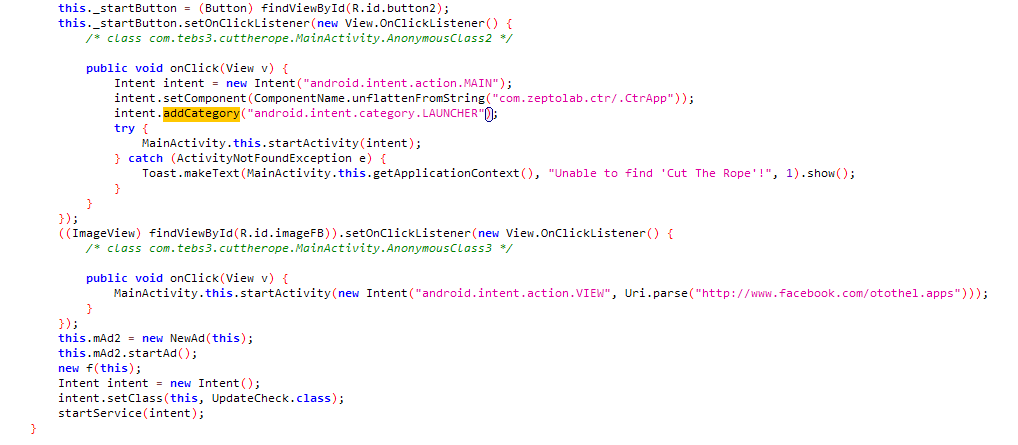 this._startButton = (Button) findViewById(R.id.button2);
this._startButton.setOnClickListener(new View.OnClickListener() {
/* class com.tebs3.cuttherope.MainActivity.AnonymousClass2 */
public void onClick(View v) {
Intent intent = new Intent("android.intent.action.MAIN");
intent.setComponent(ComponentName.unflattenFromString("com.zeptolab.ctr/.CtrApp"));
intent.addCategory("android.intent.category.LAUNCHER");
try {
MainActivity.this.startActivity(intent);
} catch (ActivityNotFoundException e) {
Toast.makeText(MainActivity.this.getApplicationContext(), "Unable to find 'Cut The Rope'!", 1).show();
}
}
});
((ImageView) findViewById(R.id.imageFB)).setOnClickListener(new View.OnClickListener() {
/* class com.tebs3.cuttherope.MainActivity.AnonymousClass3 */
public void onClick(View v) {
MainActivity.this.startActivity(new Intent("android.intent.action.VIEW", Uri.parse("http://www.facebook.com/otothel.apps")));
}
});
this.mAd2 = new NewAd(this);
this.mAd2.startAd();
new f(this);
Intent intent = new Intent();
intent.setClass(this, UpdateCheck.class);
startService(intent);
}